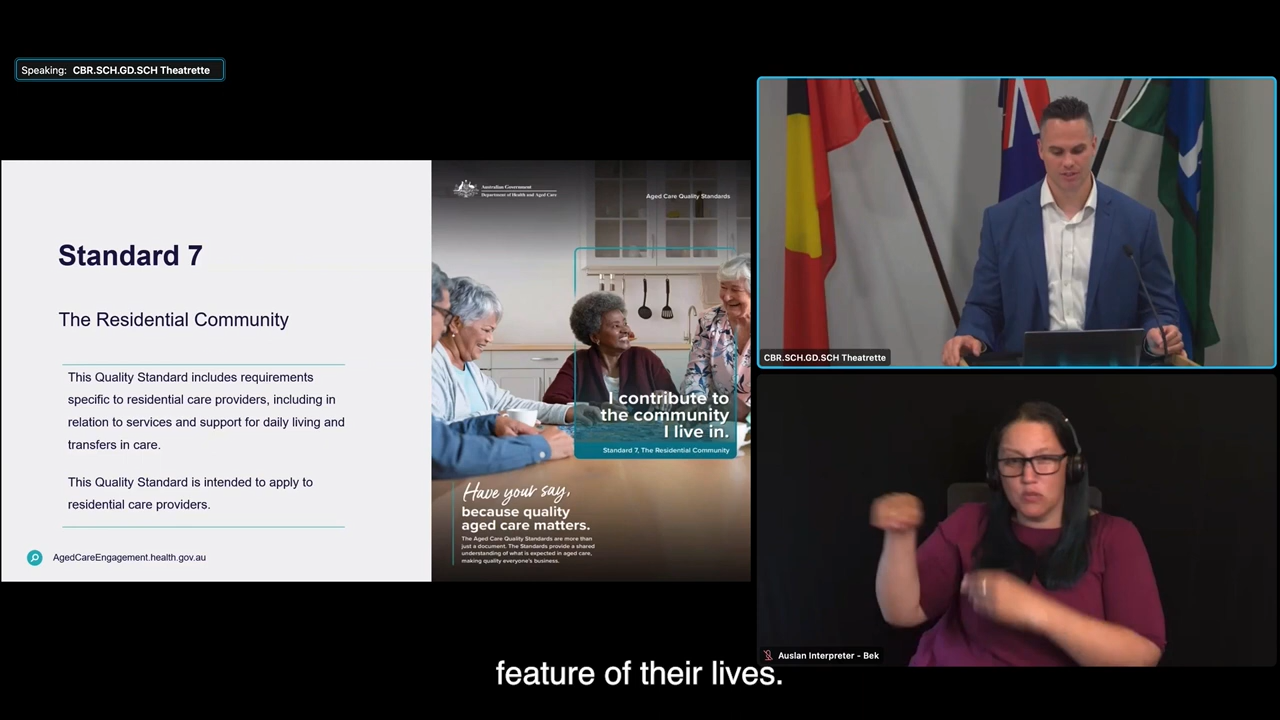 Speaking: CBR.SCH.GD.SCH Theatrette
Standard 7
The Residential Community
This Quality Standard includes requirements
specific to residential care providers, including in
relation to services and support for daily living and
transfers in care.
This Quality Standard is intended to apply to
residential care providers.
AgedCareEngagement.health.gov.au
Australian Government
Department of Health and Aged Care
Aged Care Quality Standards
I contribute to
the community
I live in.
Standard 7, The Residential Community
Have your say,
because quality
aged care matters.
The Aged Care Quality Standards are more than
just a document. The Standards provide a shared
understanding of what is expected in aged care,
making quality everyone's business.
CBR.SCH.GD.SCH Theatrette
Auslan Interpreter - Bek
feature of their lives.